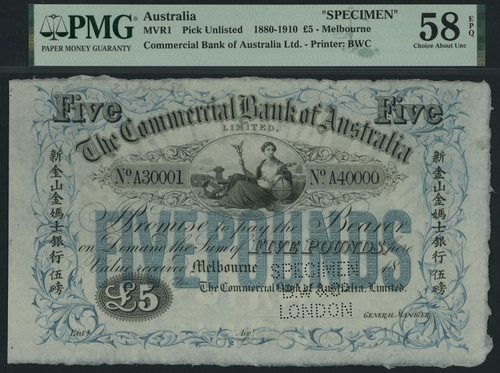 PMG
PAPER MONEY GUARANTY
Australia "SPECIMEN"
MVR1 Pick Unlisted 1880-1910 £5 - Melbourne
Commercial Bank of Australia Ltd. - Printer: BWC
58 EPQ
Choice About Unc
Five Five
The Commercial Bank of Australia
LIMITED.
No A30001 No A40000
新金山金媽士銀行伍磅
新金山金媽士銀行伍磅
FIVE POUNDS
I Promise to pay the Bearer
on Demand the Sum of FIVE POUNDS, here
Value received Melbourne
SPECIMEN
The Commercial Bank of Australia, Limited.
B.W & Co
LONDON
£5
Entd
Acct
GENERAL MANAGER